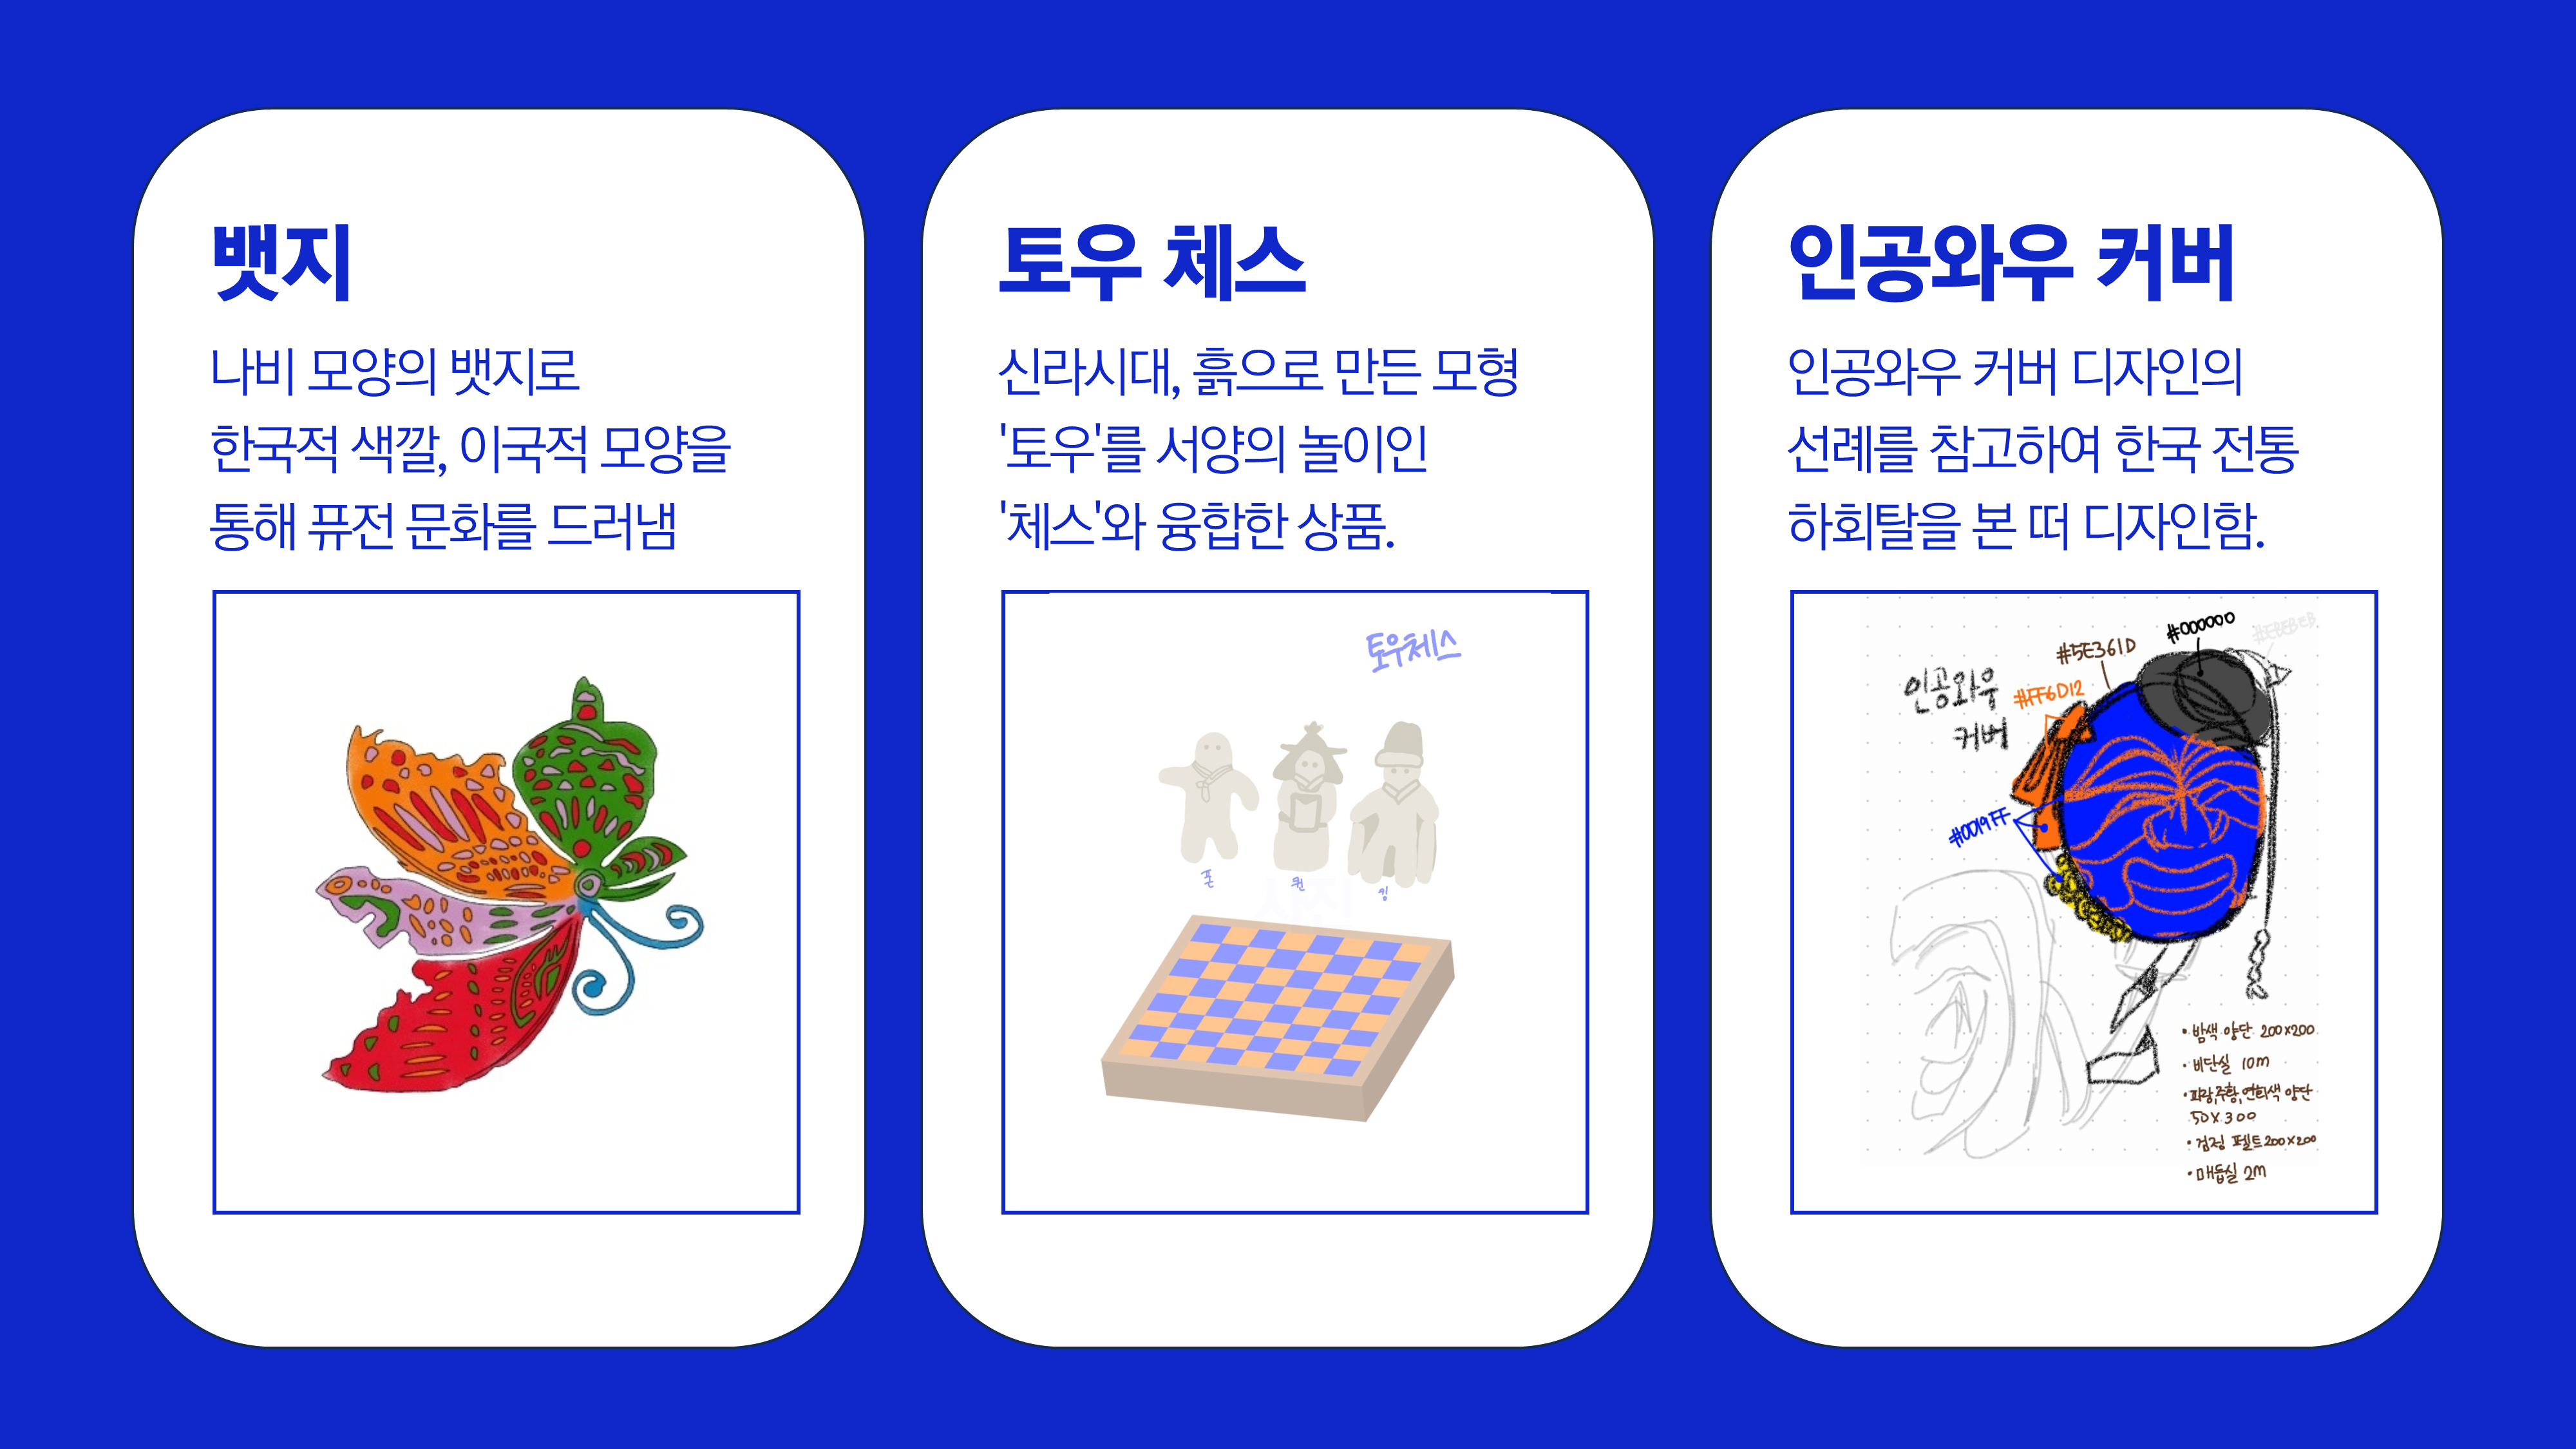 뱃지
나비 모양의 뱃지로
한국적 색깔, 이국적 모양을
통해 퓨전 문화를 드러냄
토우 체스
신라시대, 흙으로 만든 모형
'토우'를 서양의 놀이인
'체스'와 융합한 상품.
토우체스
폰 퀸 킹
사진
인공와우 커버
인공와우 커버 디자인의
선례를 참고하여 한국 전통
하회탈을 본 떠 디자인함.
#000000
#EBEBEB
#5E361D
#FF6D12
인공와우
커버
#0019FF
• 밤색 양단 200x200
• 비단실 10m
• 파랑,주황,연회색 양단
50x300
• 검정 펠트 200x200
• 매듭실 2m